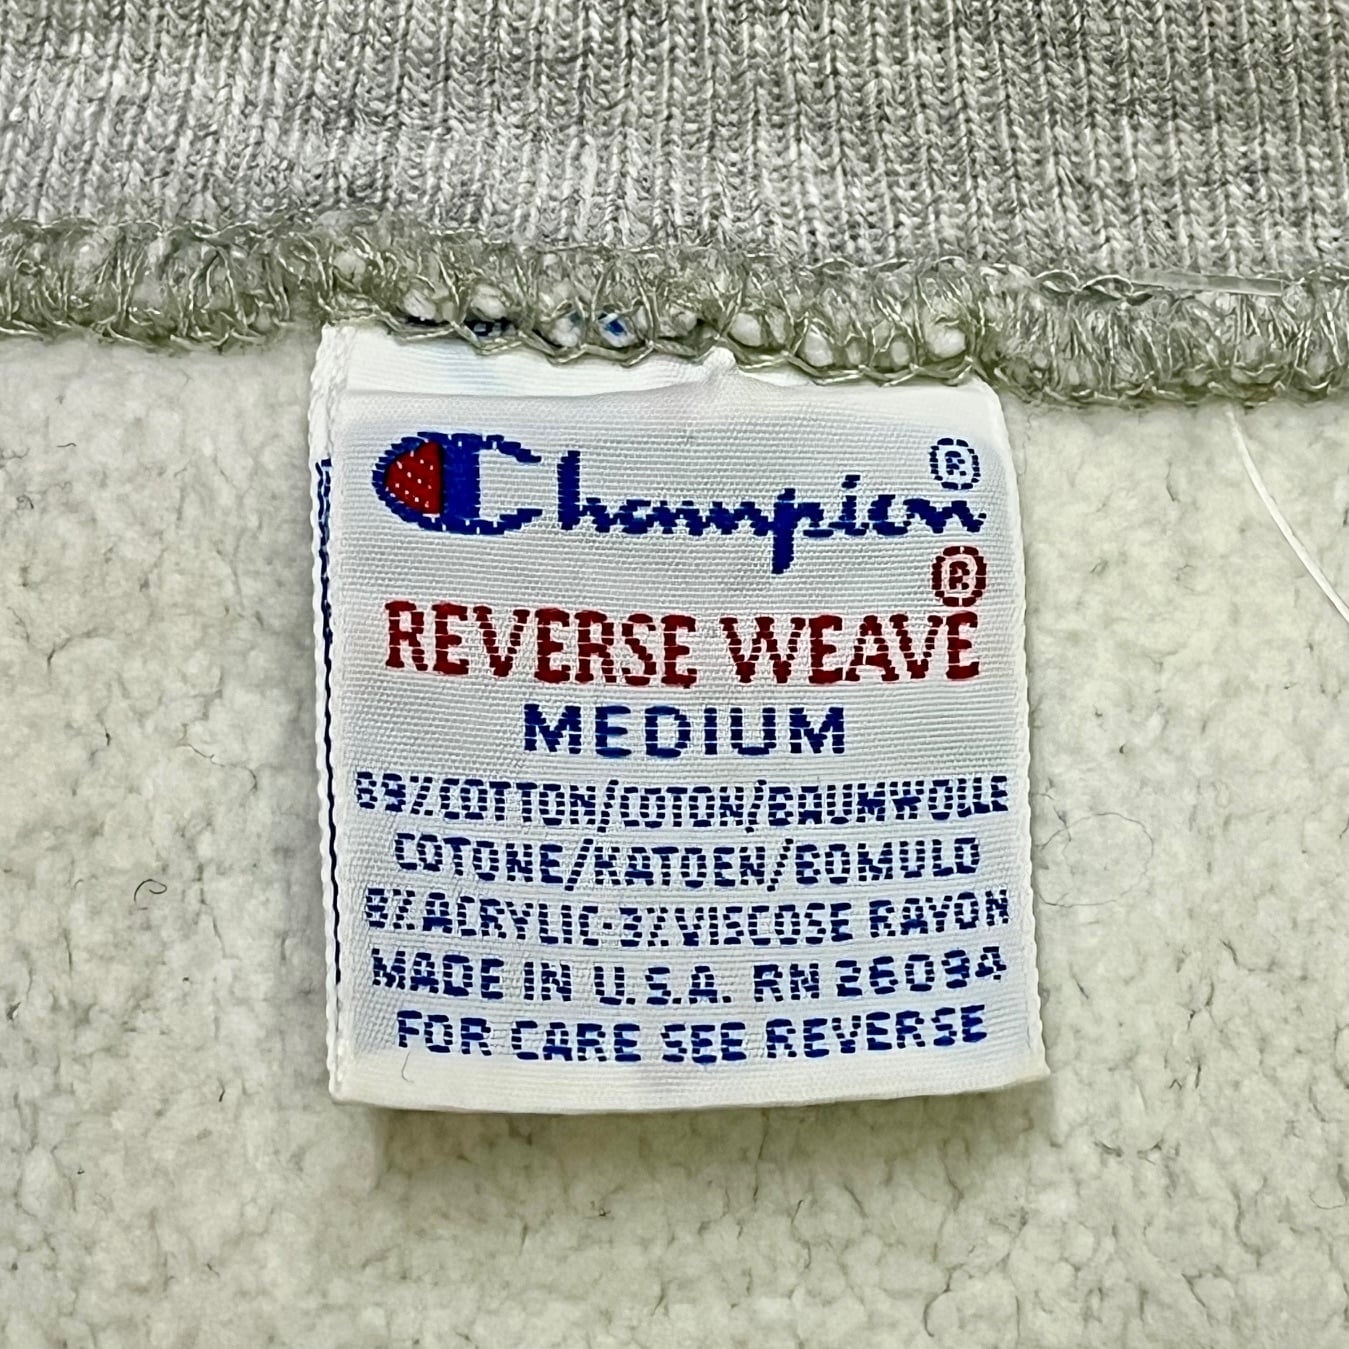 Champion®
REVERSE WEAVE®
MEDIUM
89% COTTON/COTON/BAUMWOLLE
COTONE/KATOEN/BOMULD
8% ACRYLIC-3% VISCOSE RAYON
MADE IN U.S.A. RN 26094
FOR CARE SEE REVERSE